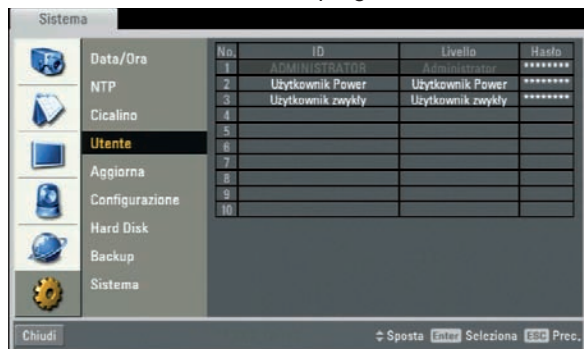 Sistema
Data/Ora
NTP
Cicalino
Utente
Aggiorna
Configurazione
Hard Disk
Backup
Sistema
No. ID Livello Hasło
1 ADMINISTRATOR Administrator ********
2 Użytkownik Power Użytkownik Power ********
3 Użytkownik zwykły Użytkownik zwykły ********
4
5
6
7
8
9
10
Chiudi
Sposta Enter Seleziona ESC Prec.